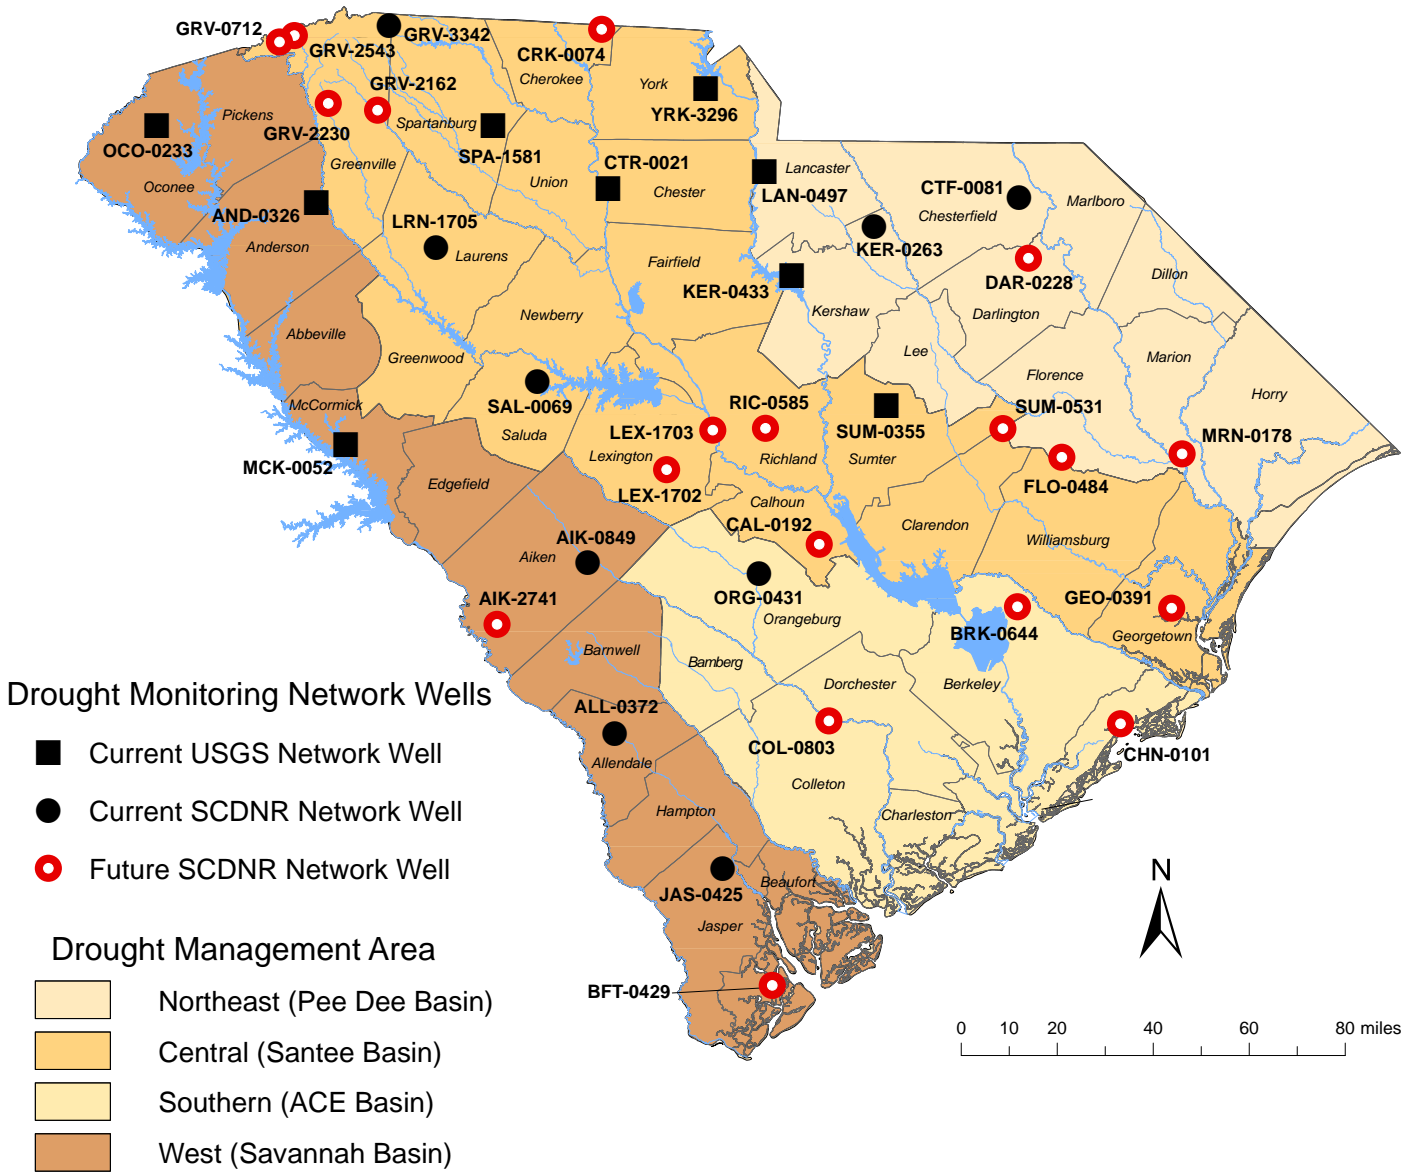 GRV-0712
GRV-2543
GRV-3342
CRK-0074
Cherokee
GRV-2162
York
YRK-3296
Pickens
OCO-0233
Oconee
GRV-2230
Spartanburg
SPA-1581
Greenville
Union
CTR-0021
Chester
Lancaster
LAN-0497
CTF-0081
Chesterfield
Marlboro
AND-0326
Anderson
LRN-1705
Laurens
KER-0263
Fairfield
KER-0433
DAR-0228
Dillon
Kershaw
Darlington
Newberry
Abbeville
Greenwood
Lee
Marion
Florence
Horry
McCormick
SAL-0069
Saluda
RIC-0585
SUM-0531
LEX-1703
SUM-0355
MRN-0178
MCK-0052
Lexington
Richland
Sumter
Edgefield
LEX-1702
FLO-0484
Calhoun
CAL-0192
Clarendon
Williamsburg
AIK-0849
Aiken
ORG-0431
Orangeburg
AIK-2741
GEO-0391
BRK-0644
Georgetown
Barnwell
Bamberg
Dorchester
Berkeley
ALL-0372
COL-0803
CHN-0101
Allendale
Colleton
Hampton
Charleston
JAS-0425
Beaufort
Jasper
BFT-0429
Drought Monitoring Network Wells
Current USGS Network Well
Current SCDNR Network Well
Future SCDNR Network Well
Drought Management Area
Northeast (Pee Dee Basin)
Central (Santee Basin)
Southern (ACE Basin)
West (Savannah Basin)
N
0 10 20 40 60 80 miles